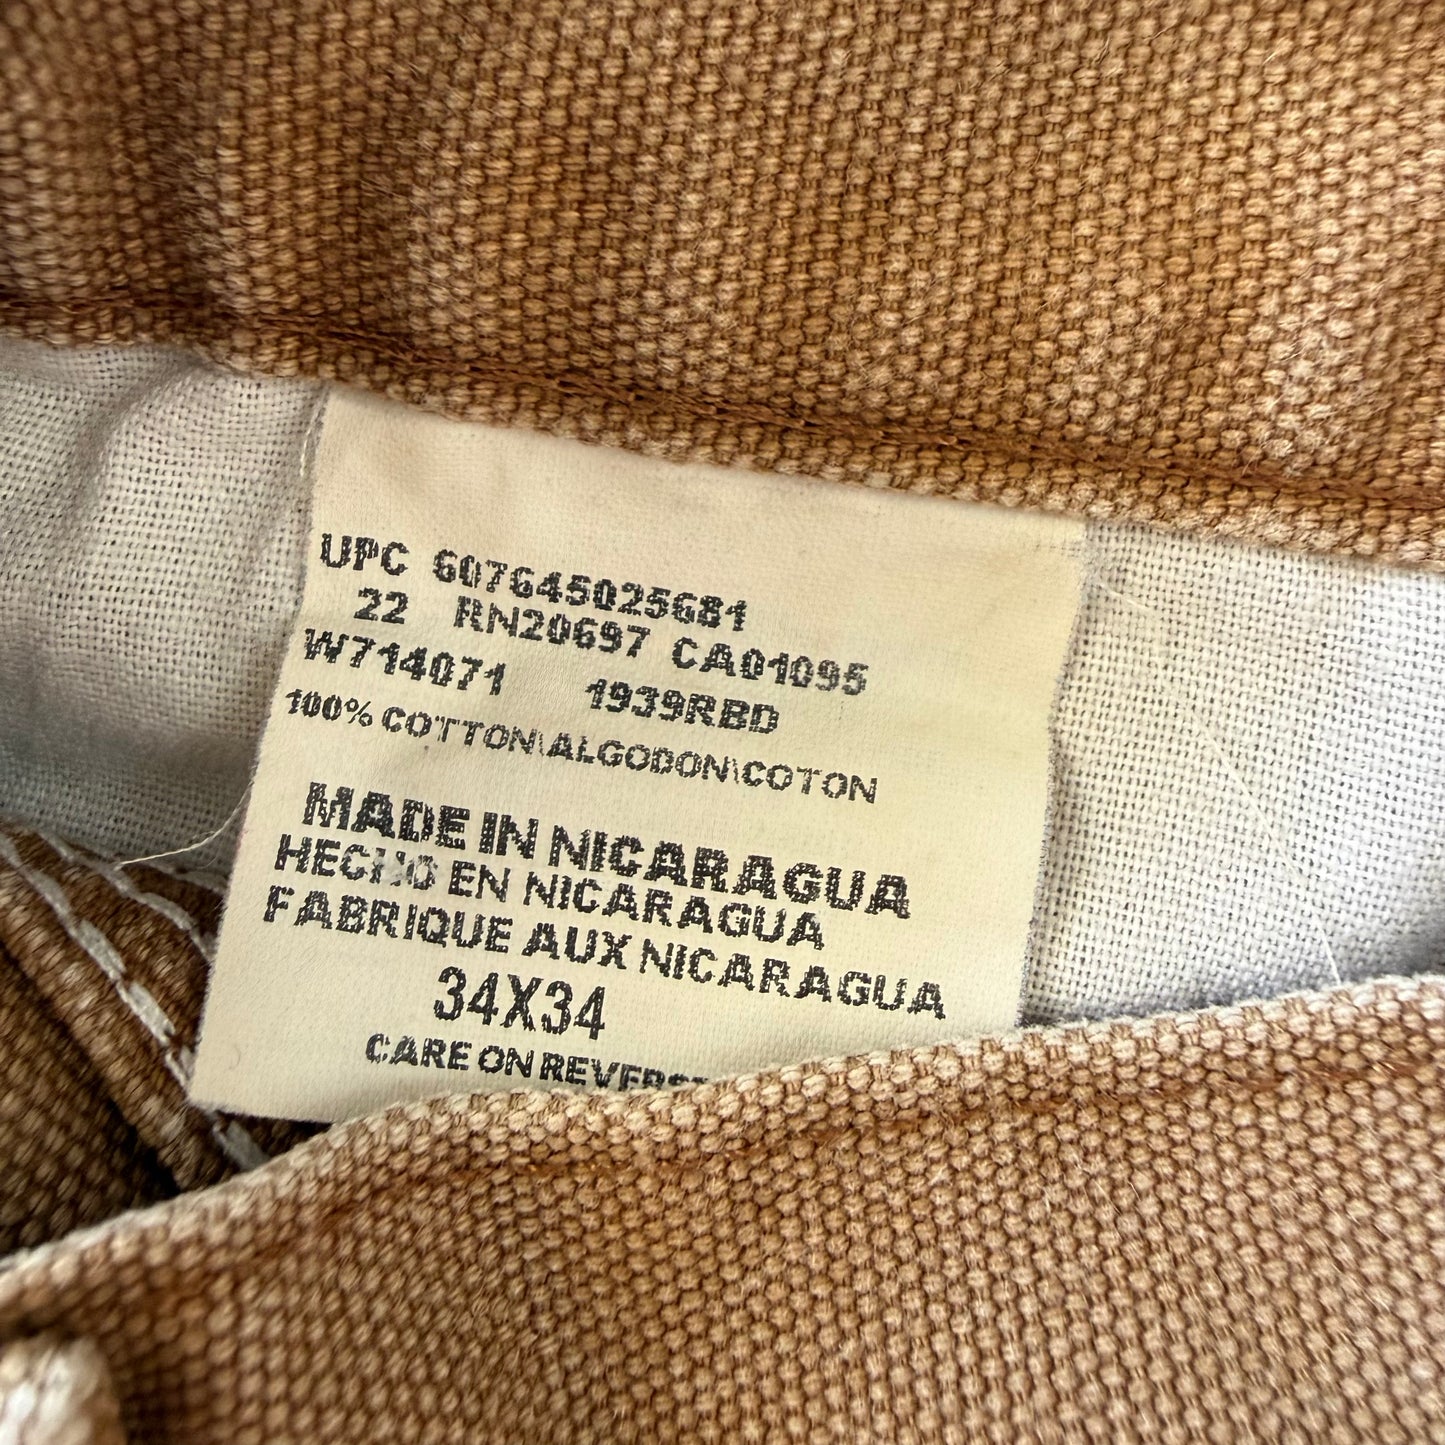 UPC 607645025681
22 RN20697 CA01095
W714071 1939RBD
100% COTTON\ALGODON\COTON
MADE IN NICARAGUA
HECHO EN NICARAGUA
FABRIQUE AUX NICARAGUA
34X34
CARE ON REVERS